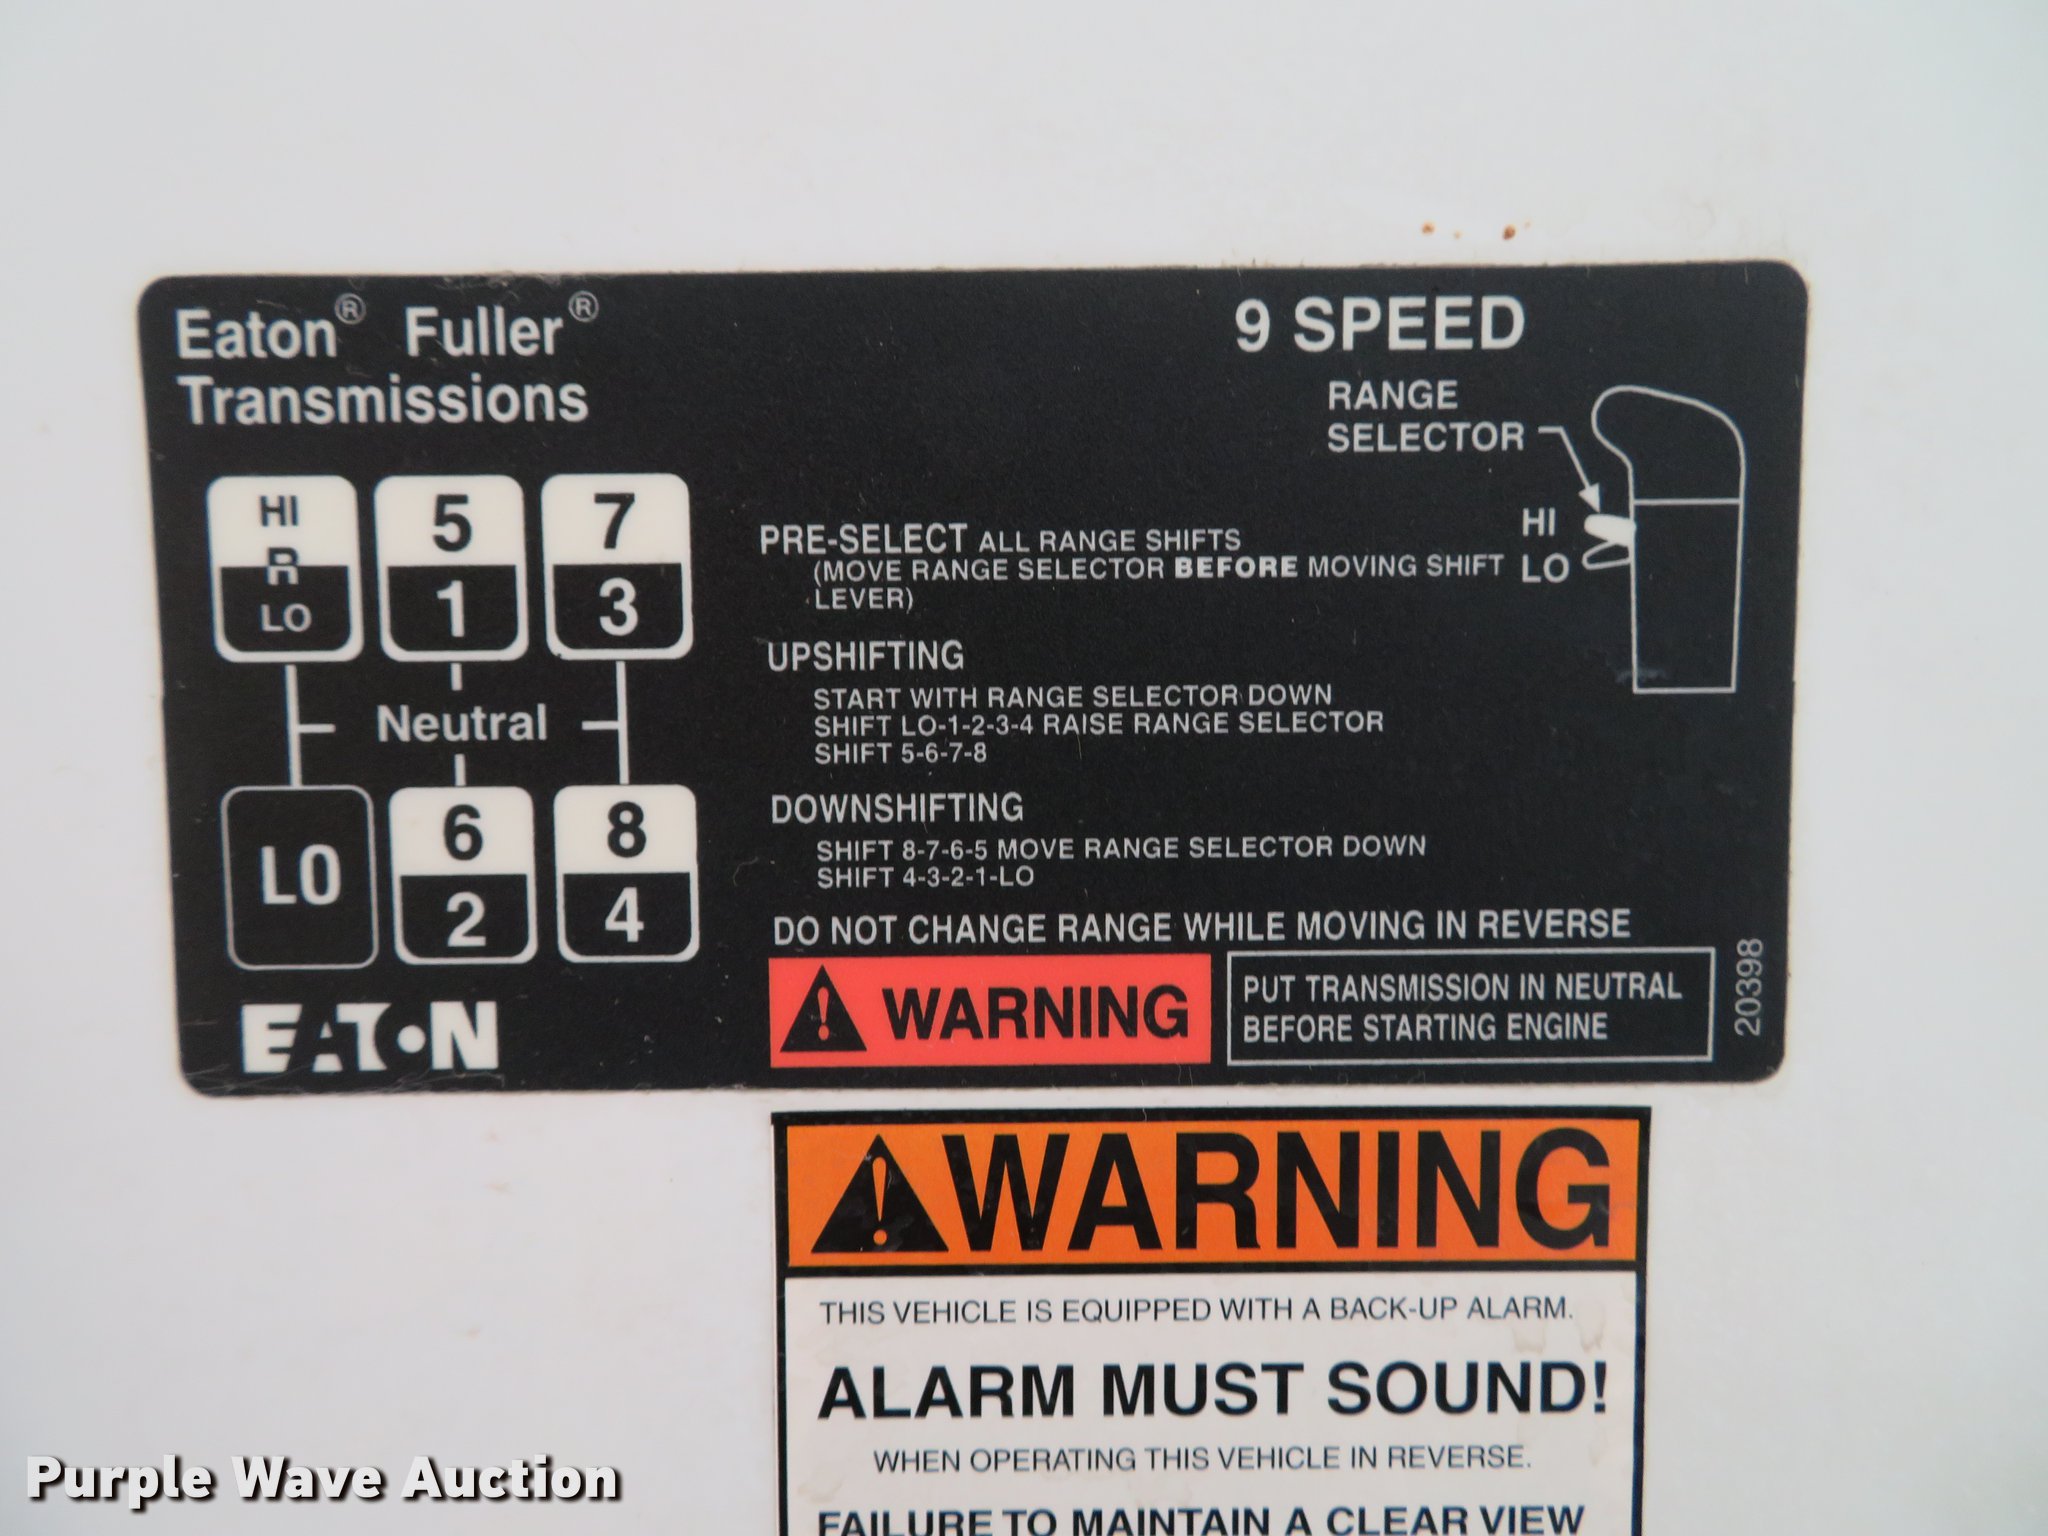 Eaton® Fuller®
Transmissions
9 SPEED
RANGE
SELECTOR
HI
LO
HI
R
LO
5
1
7
3
Neutral
LO
6
2
8
4
EATON
PRE-SELECT ALL RANGE SHIFTS
(MOVE RANGE SELECTOR BEFORE MOVING SHIFT
LEVER)
UPSHIFTING
START WITH RANGE SELECTOR DOWN
SHIFT LO-1-2-3-4 RAISE RANGE SELECTOR
SHIFT 5-6-7-8
DOWNSHIFTING
SHIFT 8-7-6-5 MOVE RANGE SELECTOR DOWN
SHIFT 4-3-2-1-LO
DO NOT CHANGE RANGE WHILE MOVING IN REVERSE
WARNING
PUT TRANSMISSION IN NEUTRAL
BEFORE STARTING ENGINE
20398
WARNING
THIS VEHICLE IS EQUIPPED WITH A BACK-UP ALARM.
ALARM MUST SOUND!
WHEN OPERATING THIS VEHICLE IN REVERSE.
FAILURE TO MAINTAIN A CLEAR VIEW
Purple Wave Auction